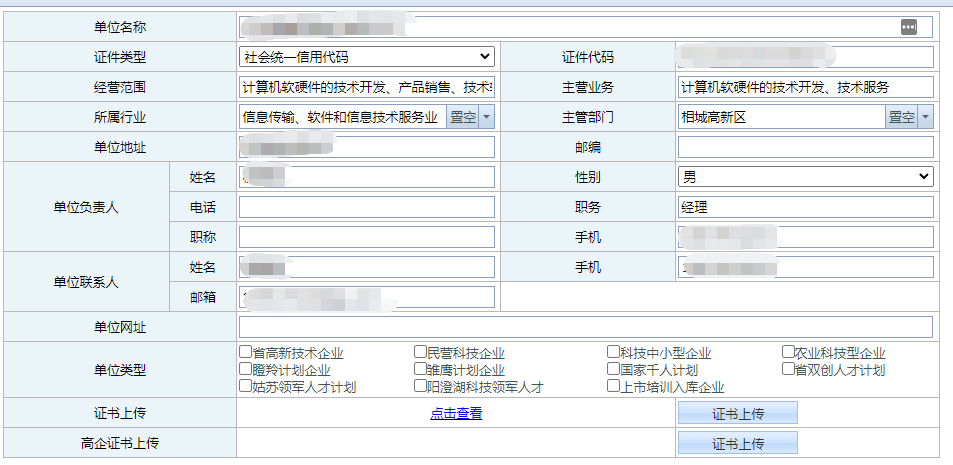 单位名称
证件类型 社会统一信用代码 证件代码
经营范围 计算机软硬件的技术开发、产品销售、技术 主营业务 计算机软硬件的技术开发、技术服务
所属行业 信息传输、软件和信息技术服务业 置空 主管部门 相城高新区 置空
单位地址 邮编
单位负责人
姓名 性别 男
电话 职务 经理
职称 手机
单位联系人
姓名 手机
邮箱
单位网址
单位类型
省高新技术企业 民营科技企业 科技中小型企业 农业科技型企业
瞪羚计划企业 雏鹰计划企业 国家千人计划 省双创人才计划
姑苏领军人才计划 阳澄湖科技领军人才 上市培训入库企业
证书上传 点击查看 证书上传
高企证书上传 证书上传